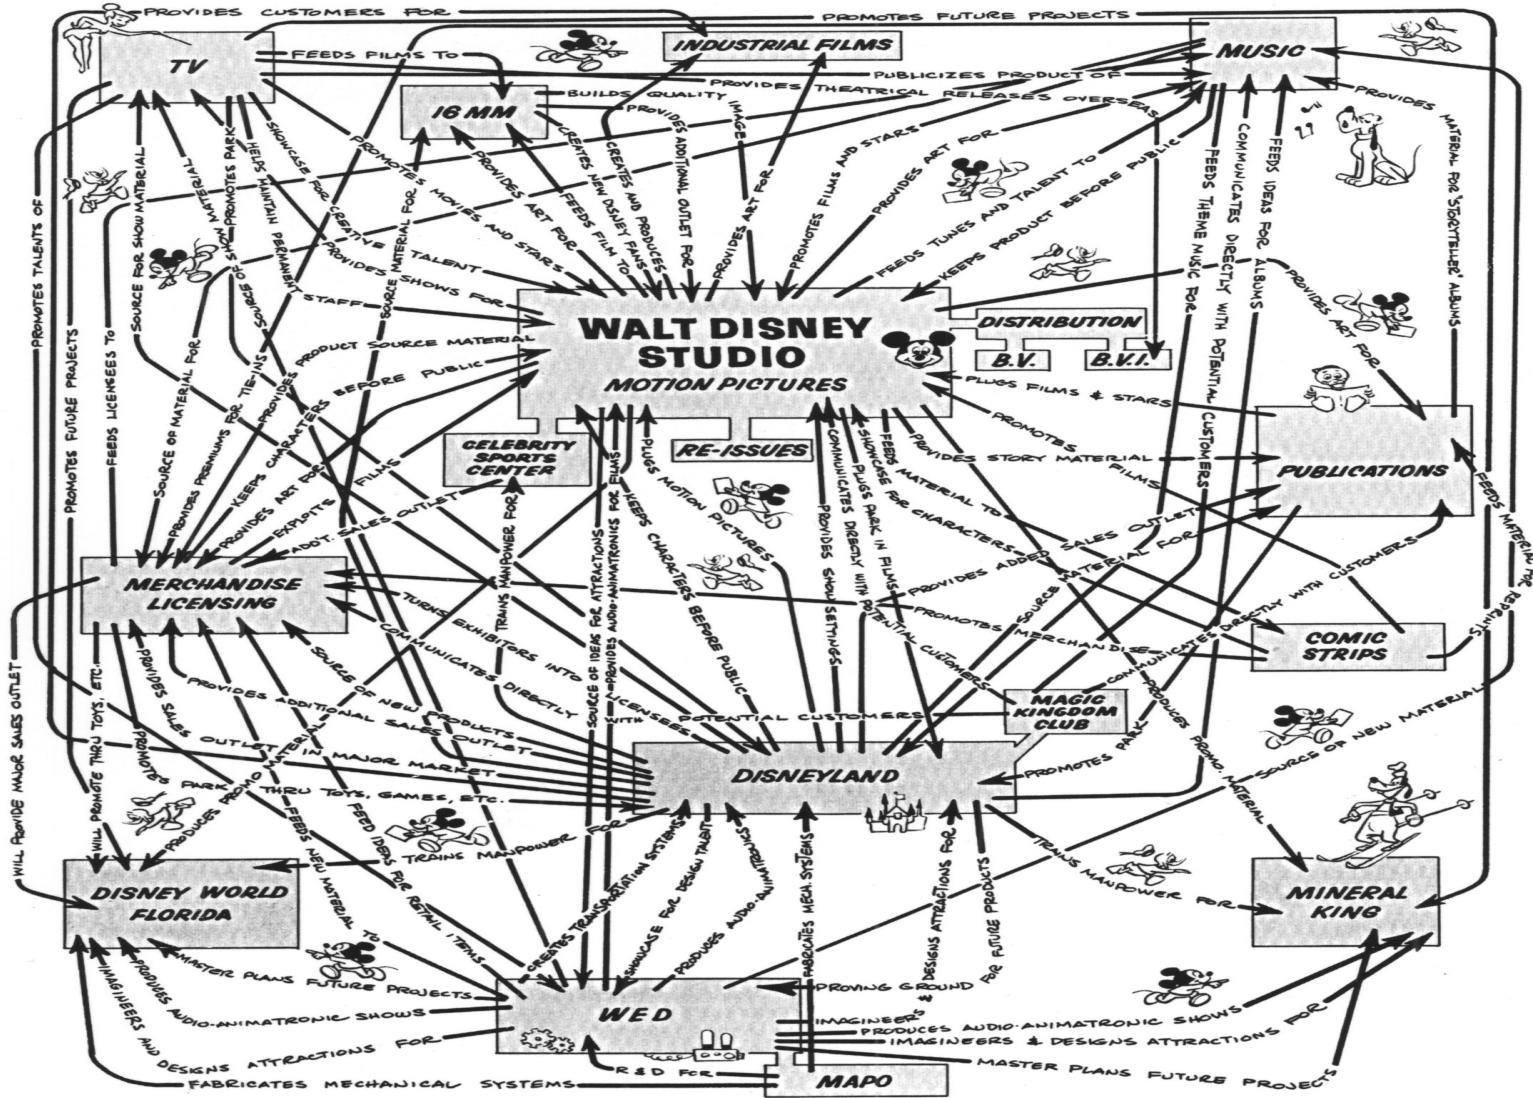 PROVIDES CUSTOMERS FOR
PROMOTES FUTURE PROJECTS
TV
FEEDS FILMS TO
INDUSTRIAL FILMS
MUSIC
PUBLICIZES PRODUCT OF
PROVIDES THEATRICAL RELEASES OVERSEAS
16 MM
BUILDS QUALITY IMAGE
PROVIDES ADDITIONAL OUTLET FOR
CREATES NEW DISNEY FANS
CREATES AND PRODUCES
PROVIDES ART FOR
FEEDS FILM TO
PROVIDES ART FOR
PROMOTES FILMS AND STARS
PROVIDES ART FOR
FEEDS TUNES AND TALENT TO
KEEPS PRODUCT BEFORE PUBLIC
FEEDS THEME MUSIC FOR
COMMUNICATES DIRECTLY WITH POTENTIAL CUSTOMERS
FEEDS IDEAS FOR ALBUMS
PROVIDES MATERIAL FOR 'STORYTELLER' ALBUMS
PROMOTES TALENTS OF
PROMOTES FUTURE PROJECTS
SOURCE FOR SHOW MATERIAL
SOURCE OF SHOW MATERIAL
PROMOTES PARK
HELPS MAINTAIN PERMANENT STAFF
SHOWCASE FOR CREATIVE TALENT
PROMOTES MOVIES AND STARS
PROVIDES SHOWS FOR
SOURCE MATERIAL FOR
FEEDS LICENSEES TO
SOURCE OF MATERIAL FOR
PROVIDES PREMIUMS FOR TIE-INS
PROVIDES PRODUCT SOURCE MATERIAL
KEEPS CHARACTERS BEFORE PUBLIC
PROVIDES ART FOR
EXPLOITS FILMS
ADD'T. SALES OUTLET
WALT DISNEY
STUDIO
MOTION PICTURES
DISTRIBUTION
B.V.
B.V.I.
PROVIDES ART FOR
PLUGS FILMS & STARS
PROMOTES FILMS
PROVIDES STORY MATERIAL
FEEDS MATERIAL TO
SHOWCASE FOR CHARACTERS
PUBLICATIONS
FEEDS MATERIAL FOR REPRINTS
CELEBRITY
SPORTS
CENTER
RE-ISSUES
TRAINS MANPOWER FOR
SOURCE OF IDEAS FOR ATTRACTIONS
PROVIDES AUDIO-ANIMATRONICS FOR FILMS
PLUGS MOTION PICTURES
KEEPS CHARACTERS BEFORE PUBLIC
PROVIDES SHOW SETTINGS
COMMUNICATES DIRECTLY WITH POTENTIAL CUSTOMERS
PLUGS PARK IN FILMS
PROVIDES ADDED SALES OUTLET
SOURCE MATERIAL FOR
COMMUNICATES DIRECTLY WITH CUSTOMERS
PROMOTES MERCHANDISE
MERCHANDISE
LICENSING
TURNS EXHIBITORS INTO LICENSEES
COMMUNICATES DIRECTLY WITH POTENTIAL CUSTOMERS
COMIC
STRIPS
MAGIC
KINGDOM
CLUB
WILL PROVIDE MAJOR SALES OUTLET
WILL PROMOTE THRU TOYS, ETC.
PROVIDES SALES OUTLET IN MAJOR MARKET
PROMOTES PARK THRU TOYS, GAMES, ETC.
PROVIDES ADDITIONAL SALES OUTLET
SOURCE OF NEW PRODUCTS
PRODUCES PROMO MATERIAL
DISNEYLAND
PROMOTES PARK
PRODUCES PROMO. MATERIAL
SOURCE OF NEW MATERIAL
TRAINS MANPOWER FOR
FEEDS NEW MATERIAL TO
FEED IDEAS FOR RETAIL ITEMS
CREATES TRANSPORTATION SYSTEMS
SHOWCASE FOR DESIGN TALENT
PRODUCES AUDIO-ANIMATRONICS
FABRICATES MECH. SYSTEMS
IMAGINEERS & DESIGNS ATTRACTIONS FOR
PROVING GROUND FOR FUTURE PRODUCTS
TRAINS MANPOWER FOR
DISNEY WORLD
FLORIDA
MINERAL
KING
MASTER PLANS FUTURE PROJECTS
PRODUCES AUDIO-ANIMATRONIC SHOWS
IMAGINEERS AND DESIGNS ATTRACTIONS FOR
FABRICATES MECHANICAL SYSTEMS
WED
R & D FOR
MAPO
PRODUCES AUDIO-ANIMATRONIC SHOWS
IMAGINEERS & DESIGNS ATTRACTIONS FOR
MASTER PLANS FUTURE PROJECTS